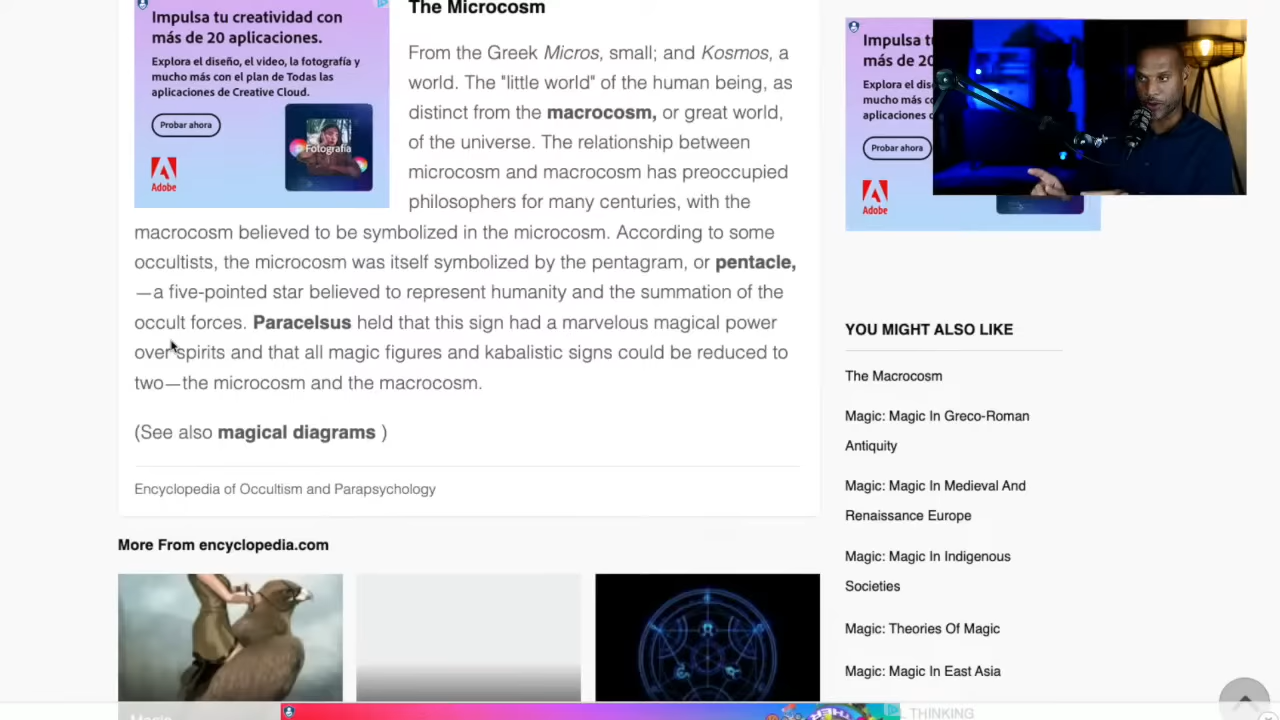 Impulsa tu creatividad con
más de 20 aplicaciones.
Explora el diseño, el video, la fotografía y
mucho más con el plan de Todas las
aplicaciones de Creative Cloud.
Probar ahora
Fotografía
Adobe
The Microcosm
From the Greek Micros, small; and Kosmos, a
world. The "little world" of the human being, as
distinct from the macrocosm, or great world,
of the universe. The relationship between
microcosm and macrocosm has preoccupied
philosophers for many centuries, with the
macrocosm believed to be symbolized in the microcosm. According to some
occultists, the microcosm was itself symbolized by the pentagram, or pentacle,
—a five-pointed star believed to represent humanity and the summation of the
occult forces. Paracelsus held that this sign had a marvelous magical power
over spirits and that all magic figures and kabalistic signs could be reduced to
two—the microcosm and the macrocosm.
(See also magical diagrams )
Encyclopedia of Occultism and Parapsychology
More From encyclopedia.com
Magic
Impulsa tu
más de 20
Explora el dis
mucho más c
aplicaciones
Probar ahora
Adobe
YOU MIGHT ALSO LIKE
The Macrocosm
Magic: Magic In Greco-Roman
Antiquity
Magic: Magic In Medieval And
Renaissance Europe
Magic: Magic In Indigenous
Societies
Magic: Theories Of Magic
Magic: Magic In East Asia
THINKING